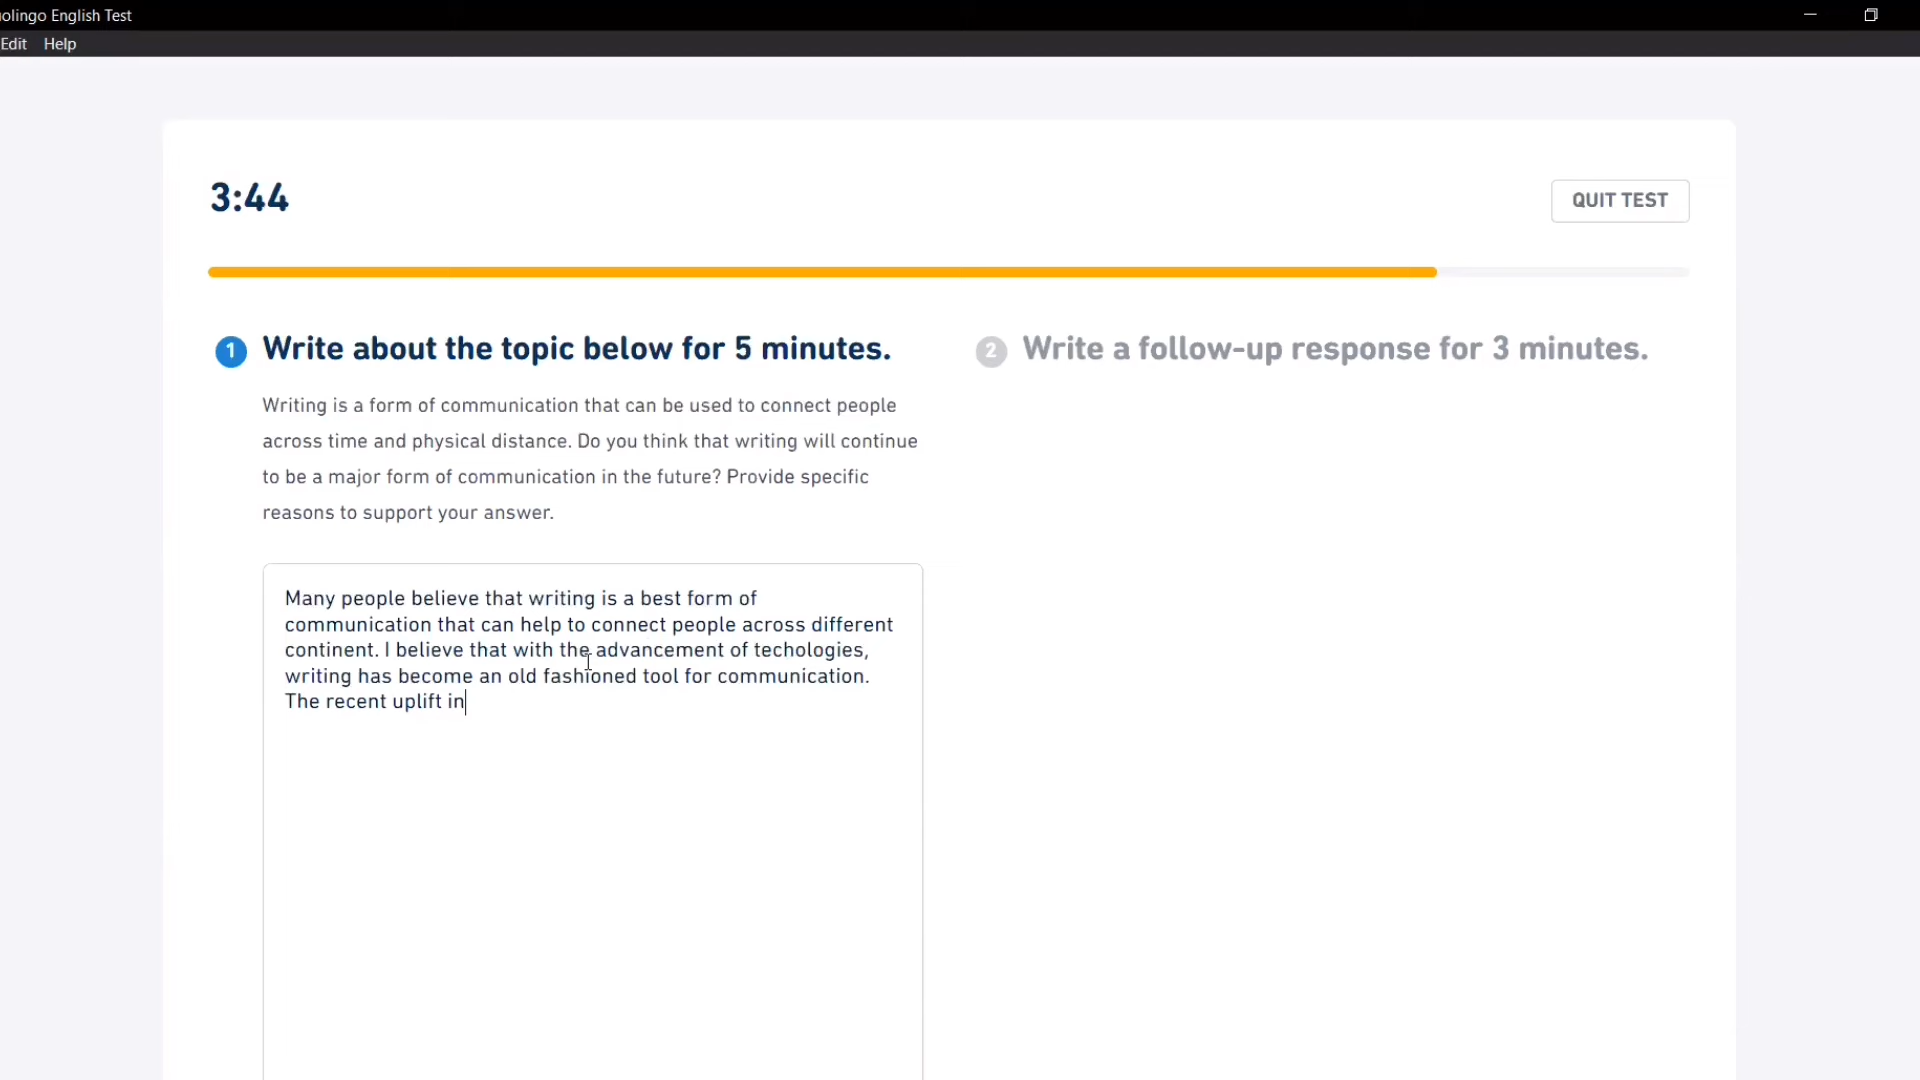 olingo English Test
Edit Help
3:44
QUIT TEST
1 Write about the topic below for 5 minutes.
Writing is a form of communication that can be used to connect people
across time and physical distance. Do you think that writing will continue
to be a major form of communication in the future? Provide specific
reasons to support your answer.
Many people believe that writing is a best form of
communication that can help to connect people across different
continent. I believe that with the advancement of techologies,
writing has become an old fashioned tool for communication.
The recent uplift in
2 Write a follow-up response for 3 minutes.